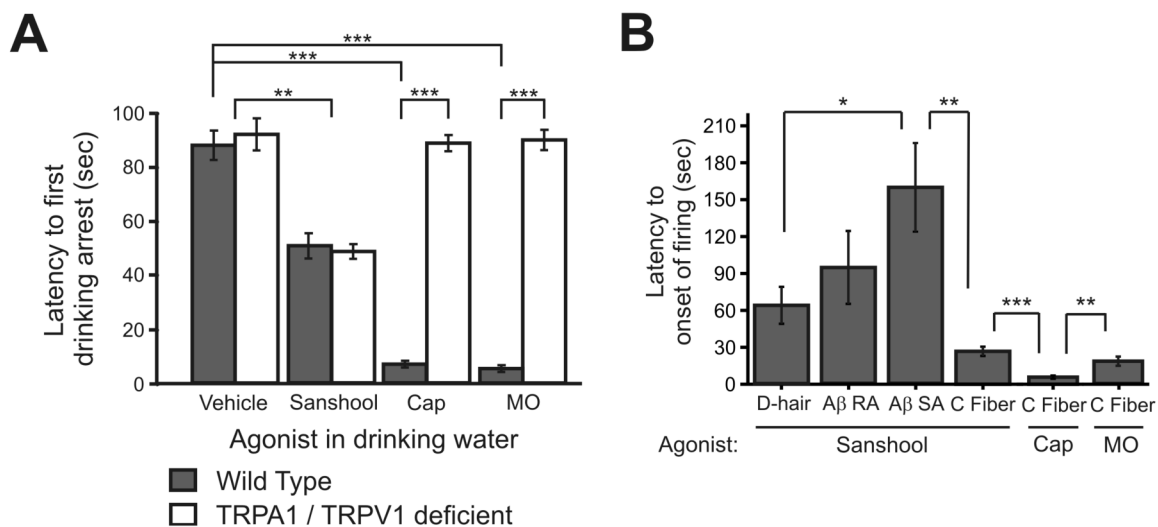 A
***
***
**
***
***
Latency to first
drinking arrest (sec)
100
80
60
40
20
0
Vehicle
Sanshool
Cap
MO
Agonist in drinking water
Wild Type
TRPA1 / TRPV1 deficient
B
*
**
***
**
Latency to
onset of firing (sec)
210
180
150
120
90
60
30
0
D-hair
Aβ RA
Aβ SA
C Fiber
C Fiber
C Fiber
Agonist:
Sanshool
Cap
MO